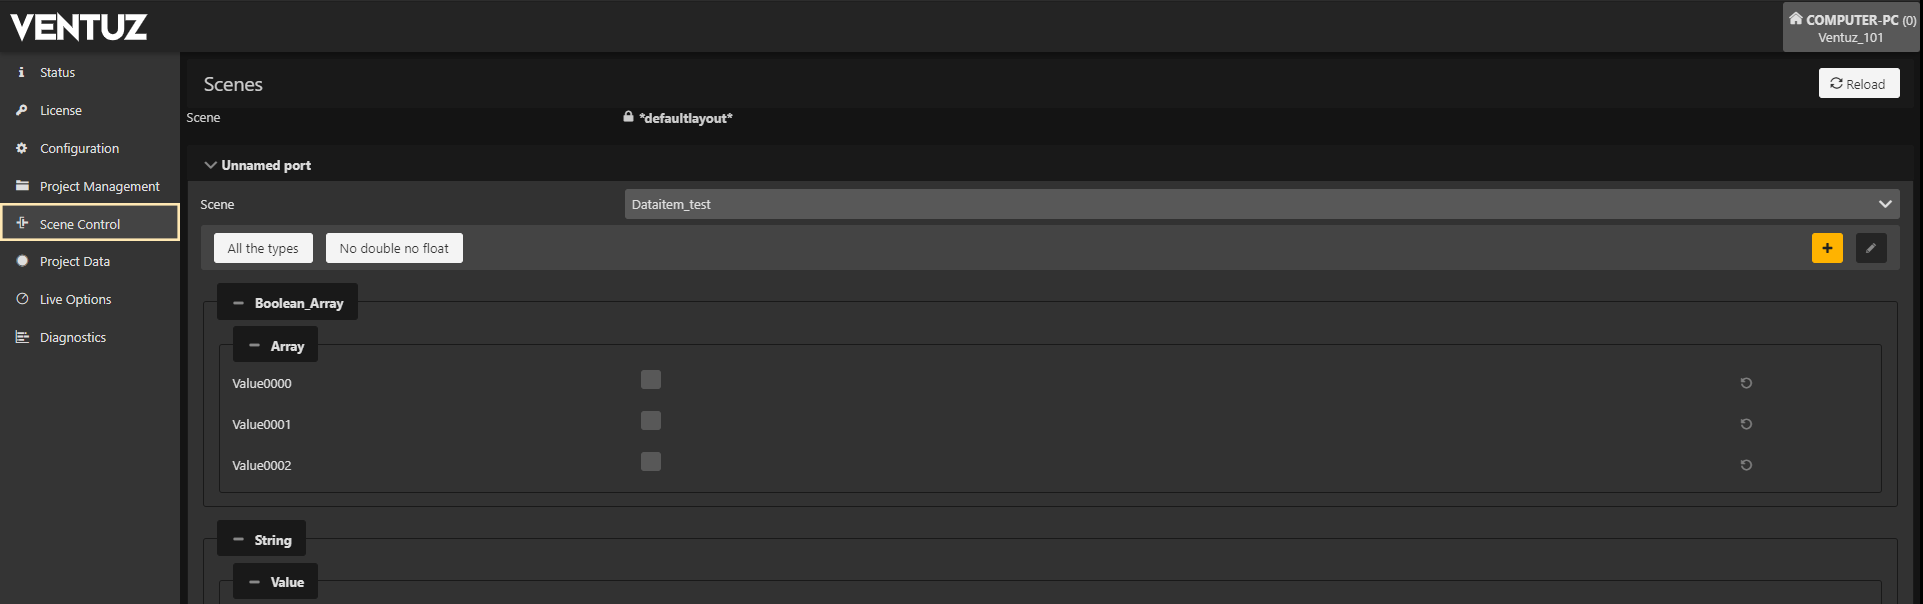 VENTUZ
COMPUTER-PC (0)
Ventuz_101
Status
License
Configuration
Project Management
Scene Control
Project Data
Live Options
Diagnostics
Scenes
Reload
Scene
*defaultlayout*
Unnamed port
Scene
Dataitem_test
All the types
No double no float
Boolean_Array
Array
Value0000
Value0001
Value0002
String
Value